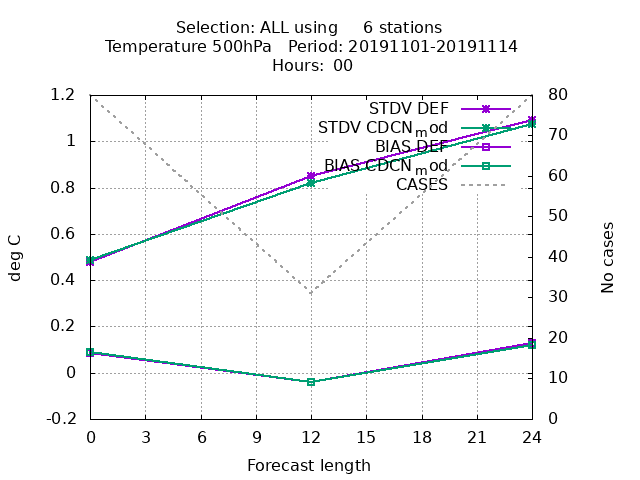 Selection: ALL using 6 stations
Temperature 500hPa Period: 20191101-20191114
Hours: 00
STDV DEF
STDV CDCN_mod
BIAS DEF
BIAS CDCN_mod
CASES
1.2
1
0.8
0.6
0.4
0.2
0
-0.2
deg C
80
70
60
50
40
30
20
10
0
No cases
0 3 6 9 12 15 18 21 24
Forecast length